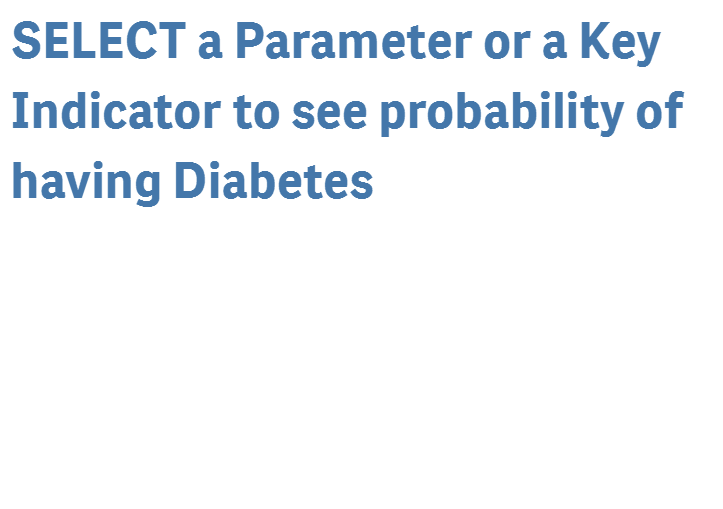 SELECT a Parameter or a Key
Indicator to see probability of
having Diabetes